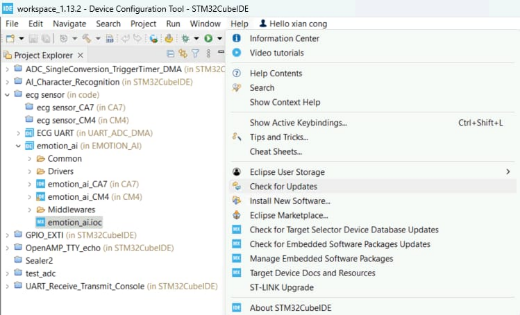 workspace_1.13.2 - Device Configuration Tool - STM32CubeIDE
File Edit Navigate Search Project Run Window Help Hello xian cong
Project Explorer
ADC_SingleConversion_TriggerTimer_DMA (in STM32C
AI_Character_Recognition (in STM32CubeIDE)
ecg sensor (in code)
ecg sensor_CA7 (in CA7)
ecg sensor_CM4 (in CM4)
ECG UART (in UART_ADC_DMA)
emotion_ai (in EMOTION_AI)
Common
Drivers
emotion_ai_CA7 (in CA7)
emotion_ai_CM4 (in CM4)
Middlewares
emotion_ai.ioc
GPIO_EXTI (in STM32CubeIDE)
OpenAMP_TTY_echo (in STM32CubeIDE)
Sealer2
test_adc
UART_Receive_Transmit_Console (in STM32CubeIDE)
Information Center
Video tutorials
Help Contents
Search
Show Context Help
Show Active Keybindings... Ctrl+Shift+L
Tips and Tricks...
Cheat Sheets...
Eclipse User Storage
Check for Updates
Install New Software...
Eclipse Marketplace...
Check for Target Selector Device Database Updates
Check for Embedded Software Packages Updates
Manage Embedded Software Packages
Target Device Docs and Resources
ST-LINK Upgrade
About STM32CubeIDE